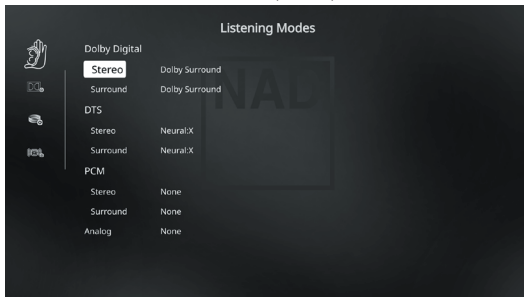 Listening Modes
Dolby Digital
Stereo Dolby Surround
Surround Dolby Surround
DTS
Stereo Neural:X
Surround Neural:X
PCM
Stereo None
Surround None
Analog None
NAD